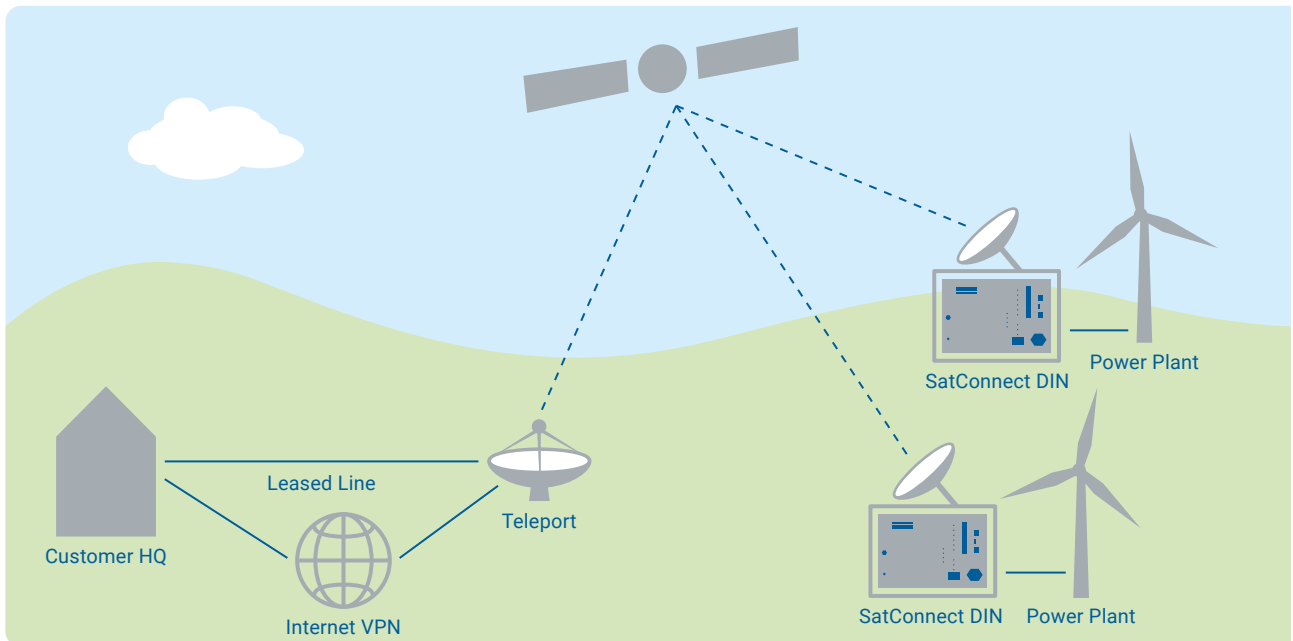 SatConnect DIN
Power Plant
Leased Line
Teleport
Customer HQ
Internet VPN
SatConnect DIN
Power Plant